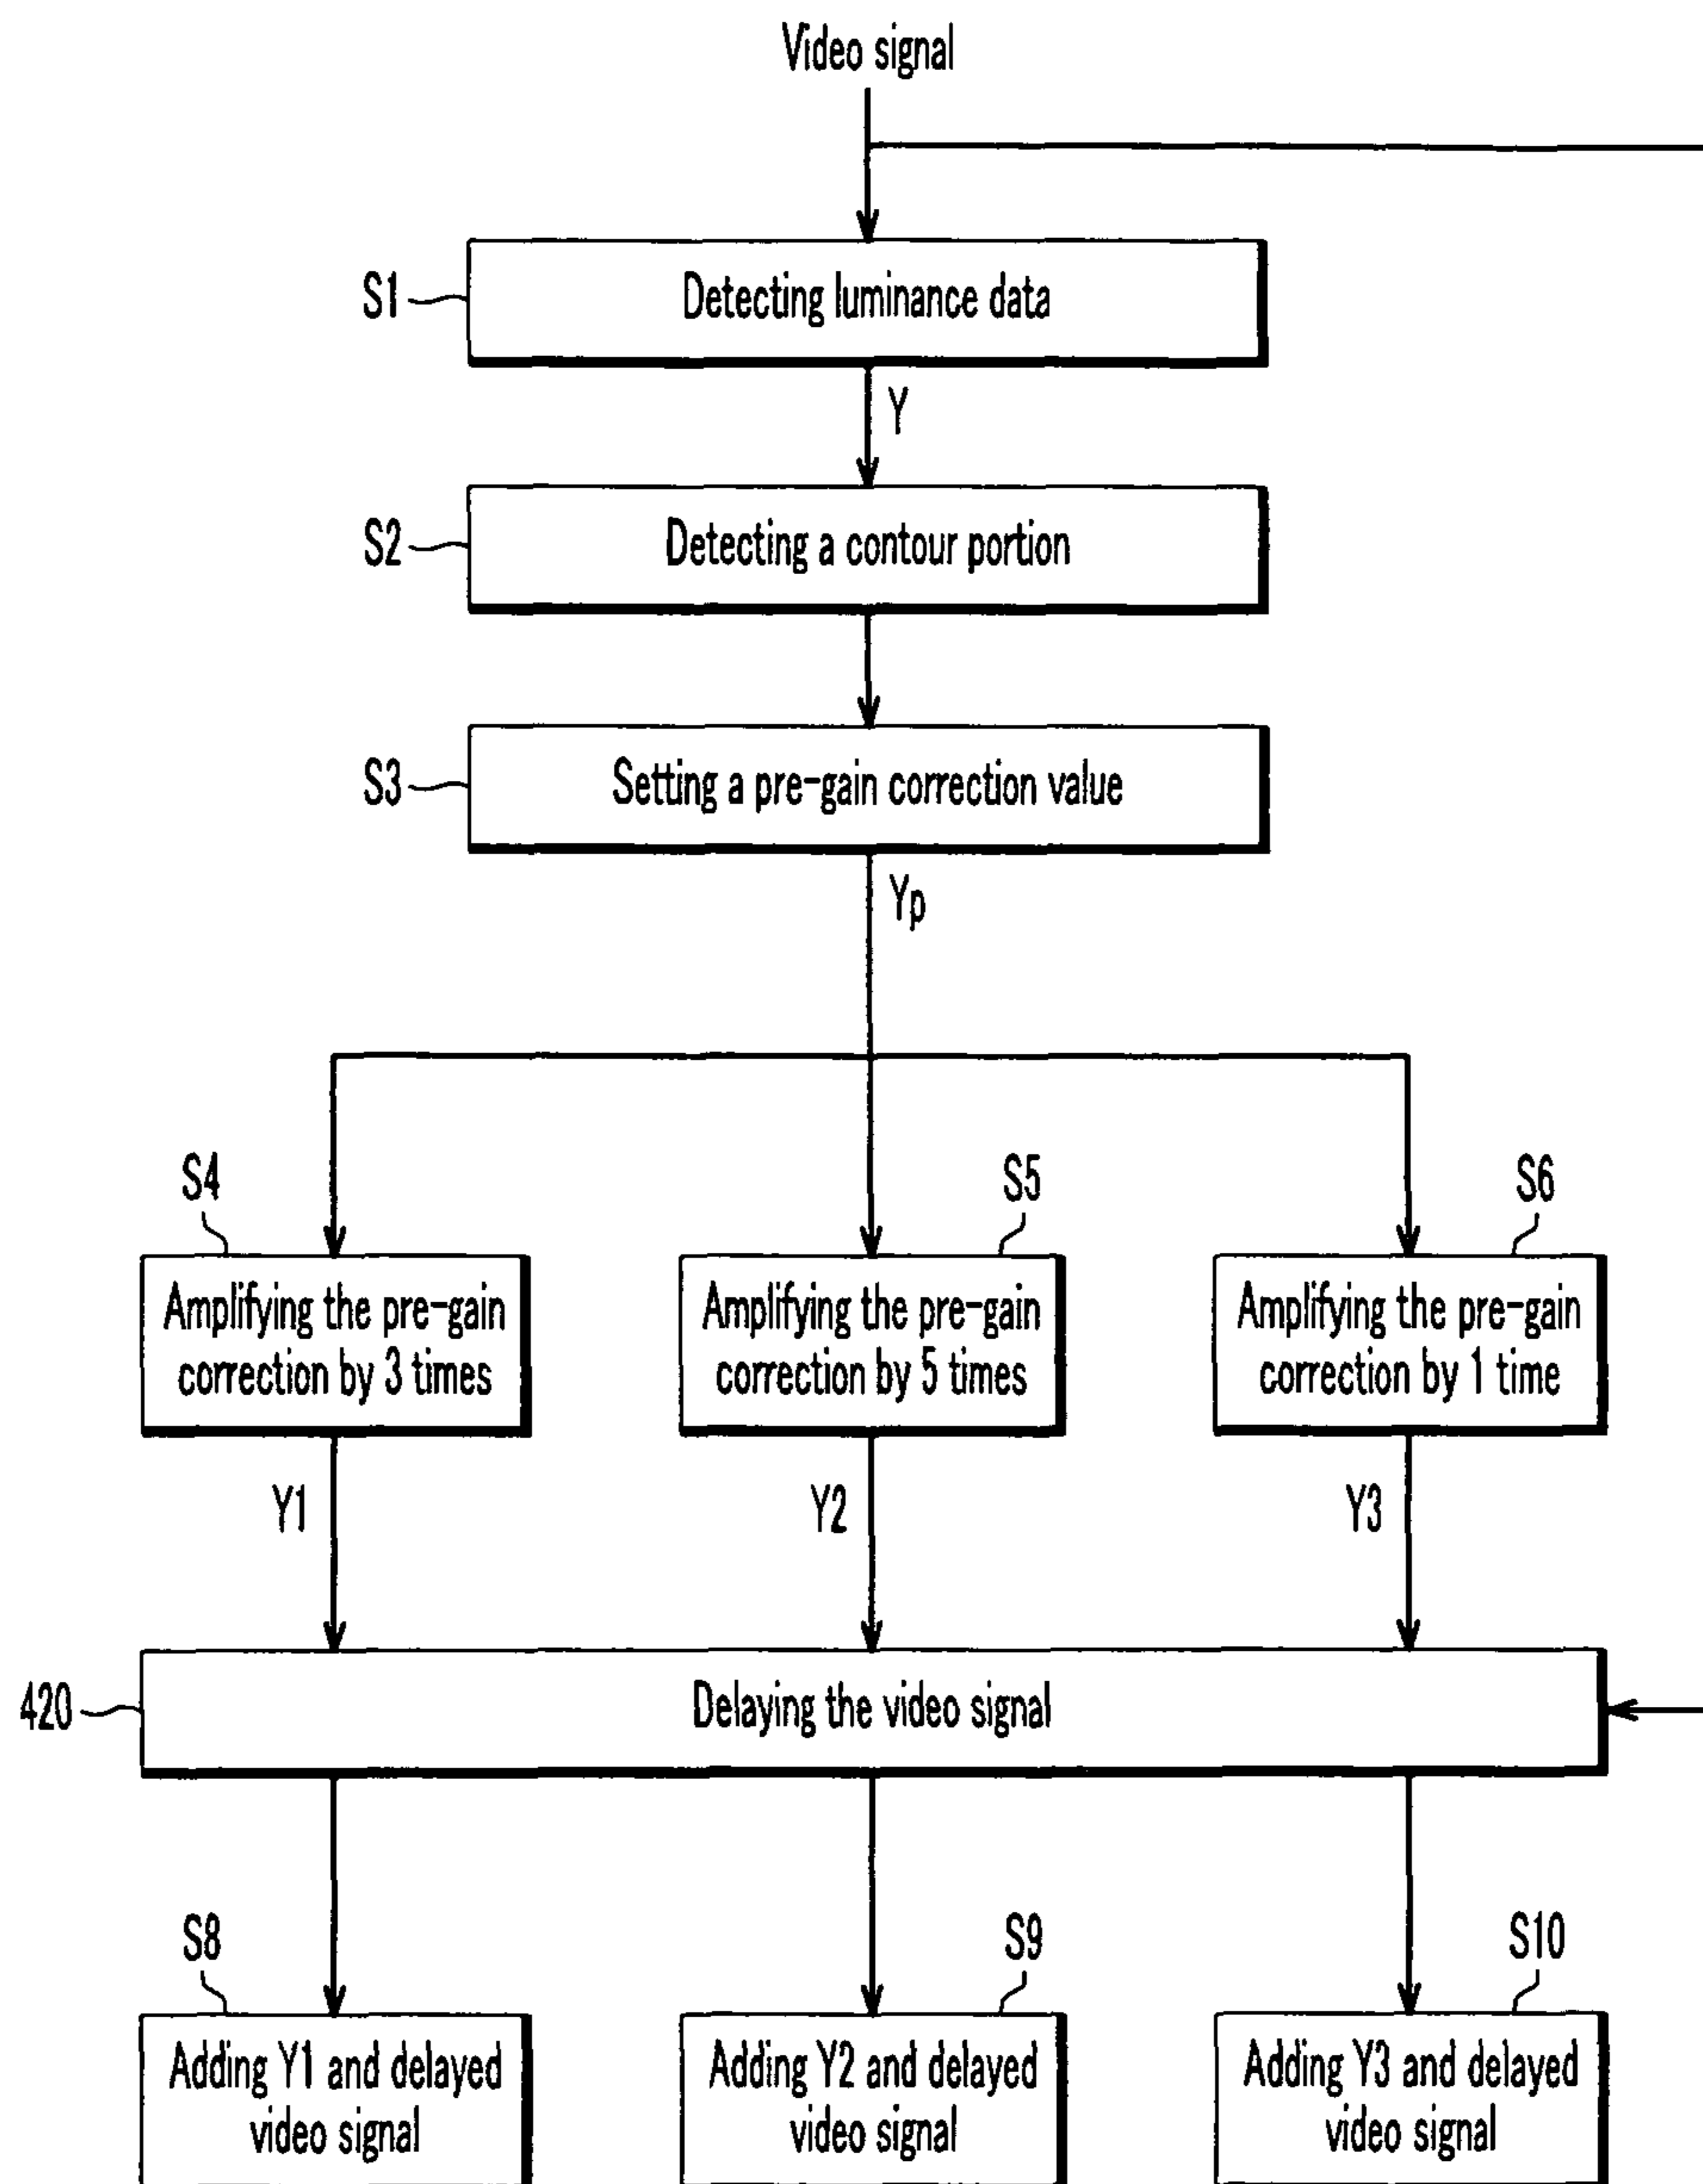 Video signal
S1
Detecting luminance data
Y
S2
Detecting a contour portion
S3
Setting a pre-gain correction value
Yp
S4
S5
S6
Amplifying the pre-gain
correction by 3 times
Amplifying the pre-gain
correction by 5 times
Amplifying the pre-gain
correction by 1 time
Y1
Y2
Y3
420
Delaying the video signal
S8
S9
S10
Adding Y1 and delayed
video signal
Adding Y2 and delayed
video signal
Adding Y3 and delayed
video signal